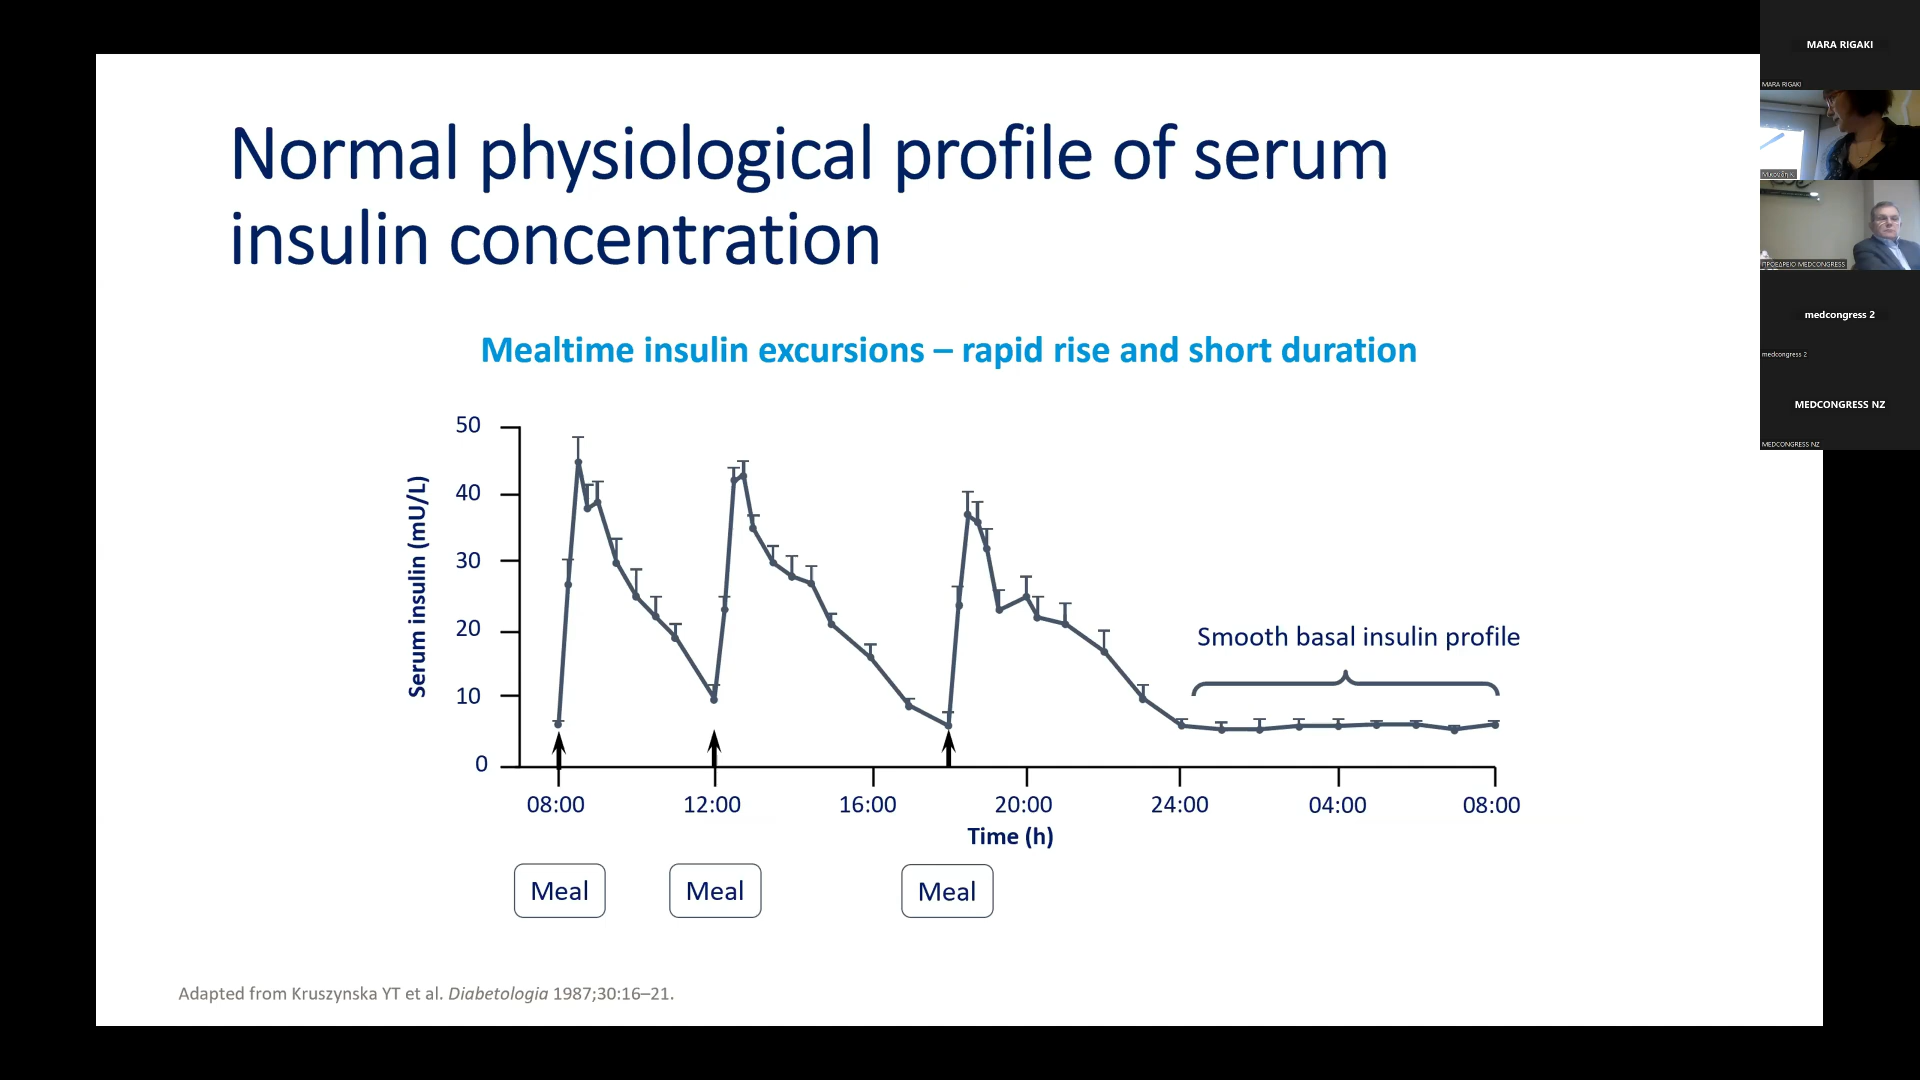 Normal physiological profile of serum
insulin concentration
Mealtime insulin excursions – rapid rise and short duration
50
40
30
20
10
0
Serum insulin (mU/L)
Smooth basal insulin profile
08:00
12:00
16:00
20:00
24:00
04:00
08:00
Time (h)
Meal
Meal
Meal
Adapted from Kruszynska YT et al. Diabetologia 1987;30:16–21.
MARA RIGAKI
MARA RIGAKI
ΠΡΟΕΔΡΕΙΟ MEDCONGRESS
medcongress 2
medcongress 2
MEDCONGRESS NZ
MEDCONGRESS NZ